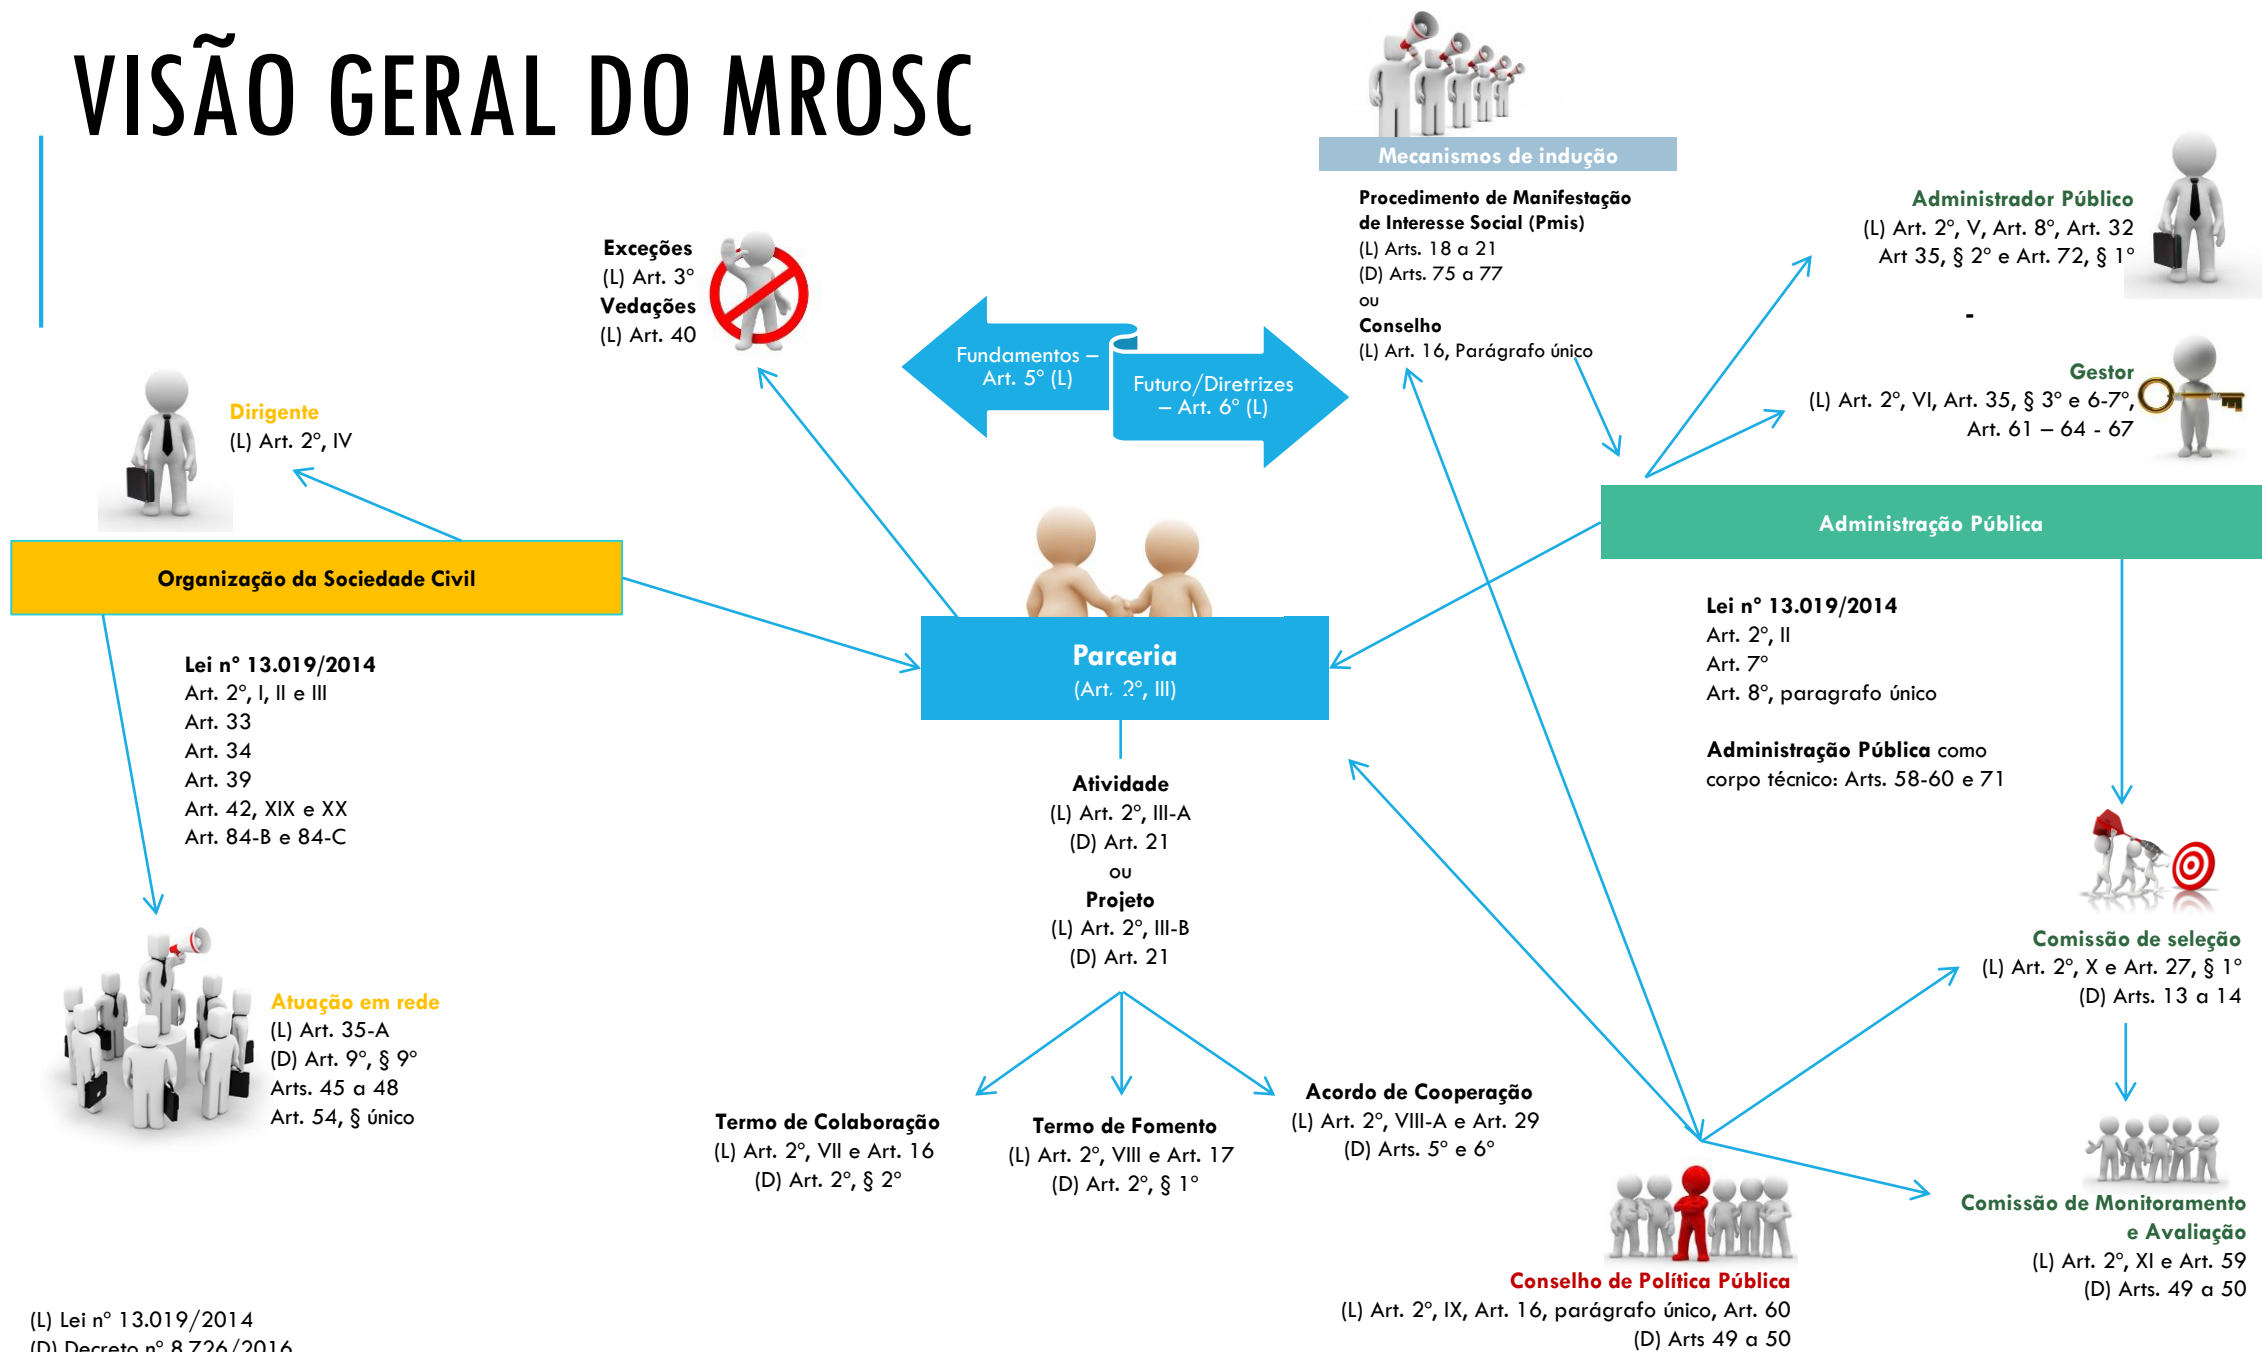 VISÃO GERAL DO MROSC
Mecanismos de indução
Procedimento de Manifestação
de Interesse Social (Pmis)
(L) Arts. 18 a 21
(D) Arts. 75 a 77
ou
Conselho
(L) Art. 16, Parágrafo único
Administrador Público
(L) Art. 2º, V, Art. 8º, Art. 32
Art 35, § 2º e Art. 72, § 1º
-
Gestor
(L) Art. 2º, VI, Art. 35, § 3º e 6-7º,
Art. 61 – 64 - 67
Exceções
(L) Art. 3º
Vedações
(L) Art. 40
Fundamentos –
Art. 5º (L)
Futuro/Diretrizes
– Art. 6º (L)
Dirigente
(L) Art. 2º, IV
Organização da Sociedade Civil
Lei nº 13.019/2014
Art. 2º, I, II e III
Art. 33
Art. 34
Art. 39
Art. 42, XIX e XX
Art. 84-B e 84-C
Atuação em rede
(L) Art. 35-A
(D) Art. 9º, § 9º
Arts. 45 a 48
Art. 54, § único
Parceria
(Art. 2º, III)
Atividade
(L) Art. 2º, III-A
(D) Art. 21
ou
Projeto
(L) Art. 2º, III-B
(D) Art. 21
Termo de Colaboração
(L) Art. 2º, VII e Art. 16
(D) Art. 2º, § 2º
Termo de Fomento
(L) Art. 2º, VIII e Art. 17
(D) Art. 2º, § 1º
Acordo de Cooperação
(L) Art. 2º, VIII-A e Art. 29
(D) Arts. 5º e 6º
Administração Pública
Lei nº 13.019/2014
Art. 2º, II
Art. 7º
Art. 8º, paragrafo único
Administração Pública como
corpo técnico: Arts. 58-60 e 71
Comissão de seleção
(L) Art. 2º, X e Art. 27, § 1º
(D) Arts. 13 a 14
Comissão de Monitoramento
e Avaliação
(L) Art. 2º, XI e Art. 59
(D) Arts. 49 a 50
Conselho de Política Pública
(L) Art. 2º, IX, Art. 16, parágrafo único, Art. 60
(D) Arts 49 a 50
(L) Lei nº 13.019/2014
(D) Decreto nº 8.726/2016